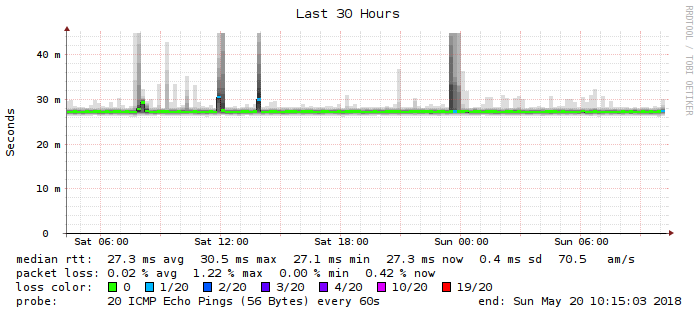 Last 30 Hours
RRDTOOL / TOBI OETIKER
Seconds
40 m
30 m
20 m
10 m
0
Sat 06:00 Sat 12:00 Sat 18:00 Sun 00:00 Sun 06:00
median rtt: 27.3 ms avg 30.5 ms max 27.1 ms min 27.3 ms now 0.4 ms sd 70.5 am/s
packet loss: 0.02 % avg 1.22 % max 0.00 % min 0.42 % now
loss color: 0 1/20 2/20 3/20 4/20 10/20 19/20
probe: 20 ICMP Echo Pings (56 Bytes) every 60s end: Sun May 20 10:15:03 2018